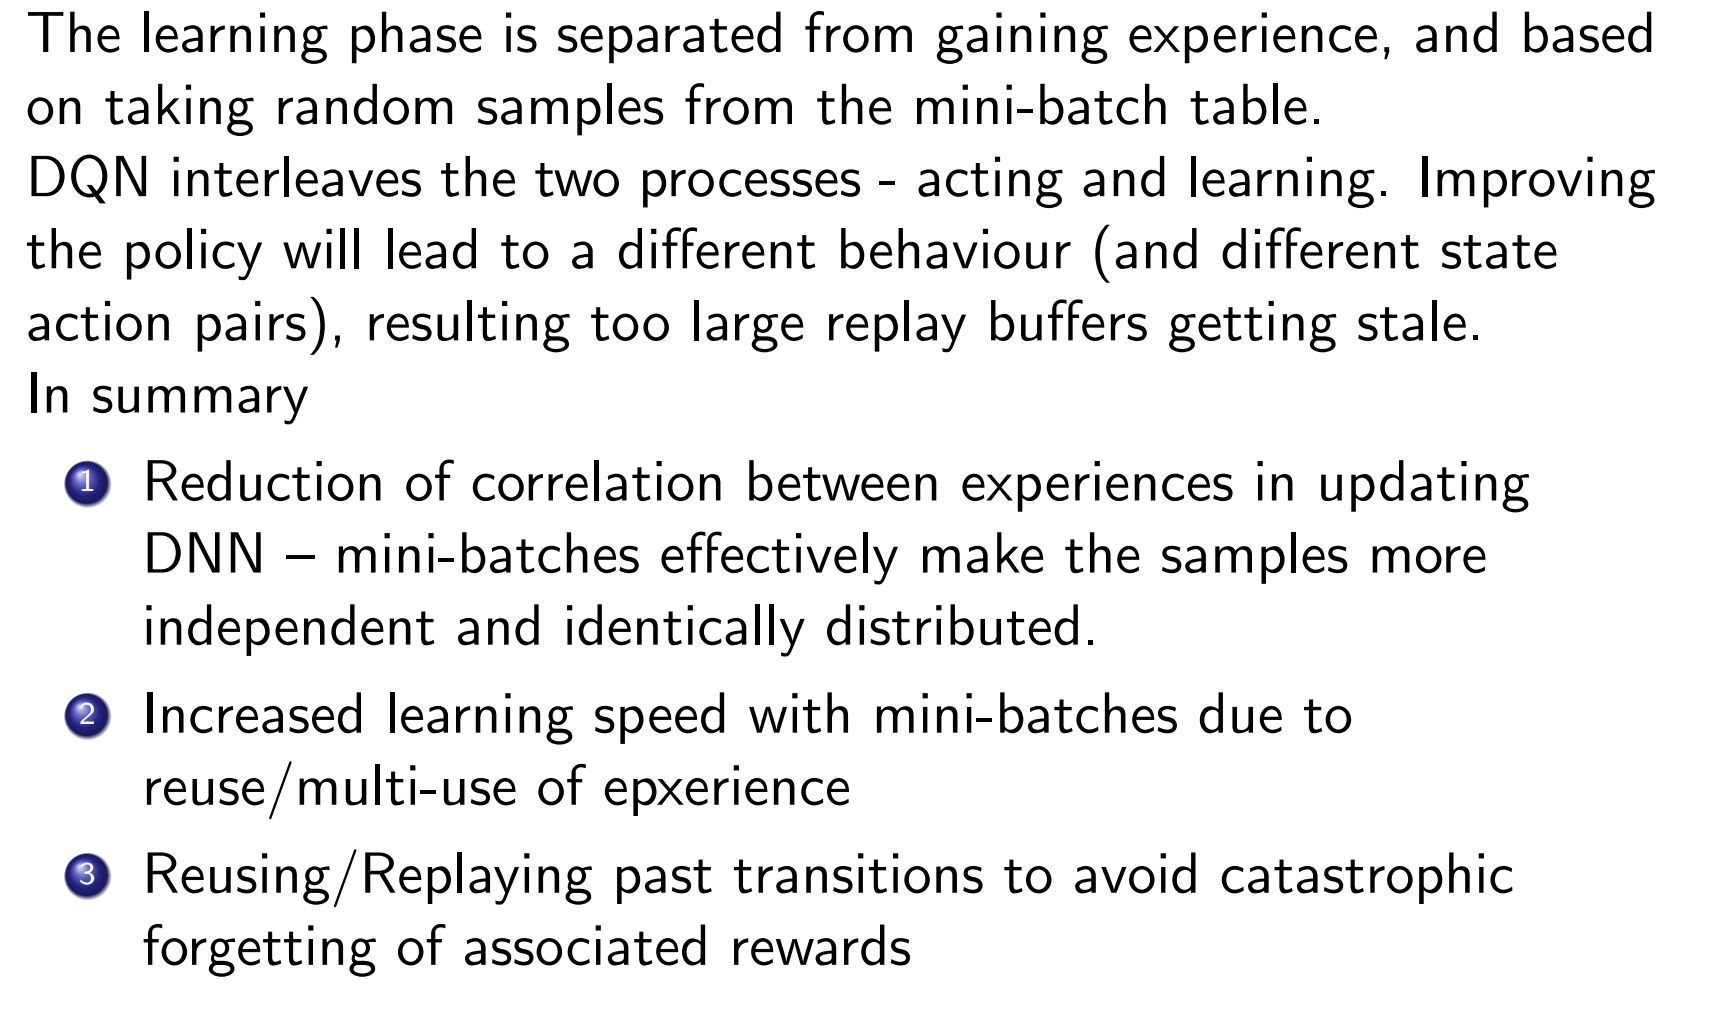 The learning phase is separated from gaining experience, and based
on taking random samples from the mini-batch table.
DQN interleaves the two processes - acting and learning. Improving
the policy will lead to a different behaviour (and different state
action pairs), resulting too large replay buffers getting stale.
In summary
1 Reduction of correlation between experiences in updating
DNN – mini-batches effectively make the samples more
independent and identically distributed.
2 Increased learning speed with mini-batches due to
reuse/multi-use of epxerience
3 Reusing/Replaying past transitions to avoid catastrophic
forgetting of associated rewards